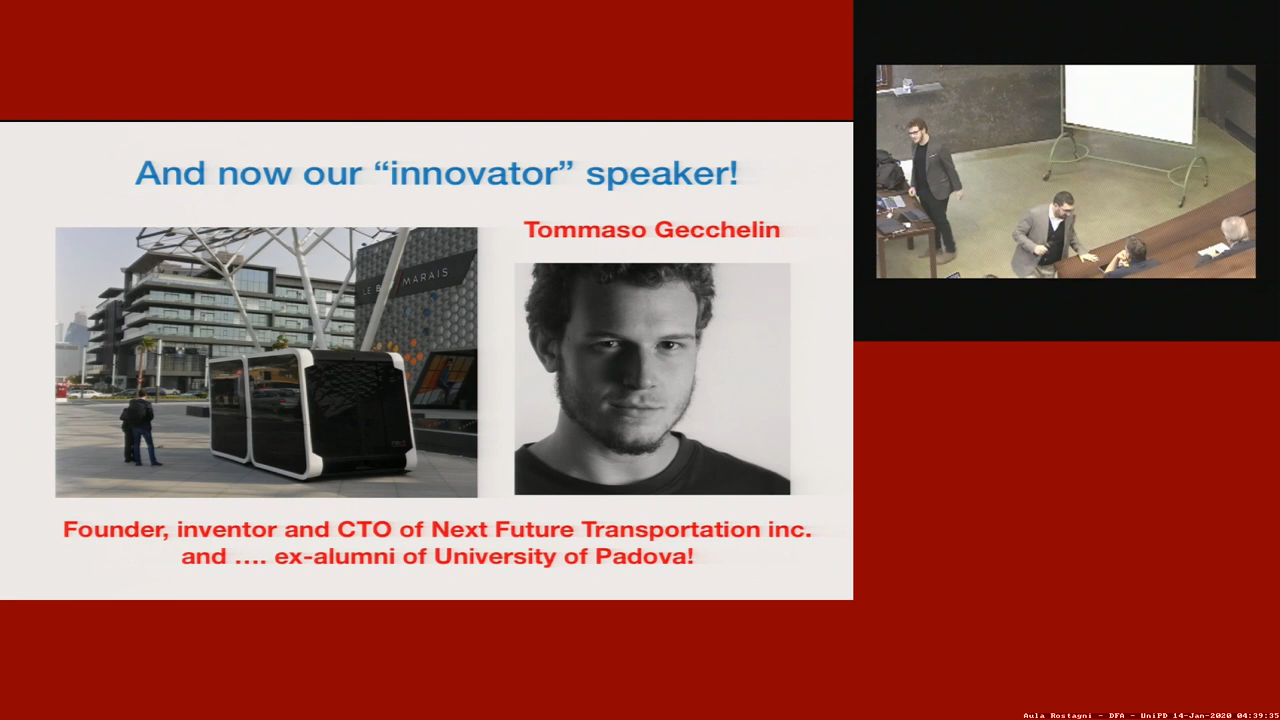 And now our “innovator” speaker!
Tommaso Gecchelin
MARAIS
Founder, inventor and CTO of Next Future Transportation inc.
and .... ex-alumni of University of Padova!
Aula Rostagni - DFA - UniPD 14-Jan-2020 04:39:35